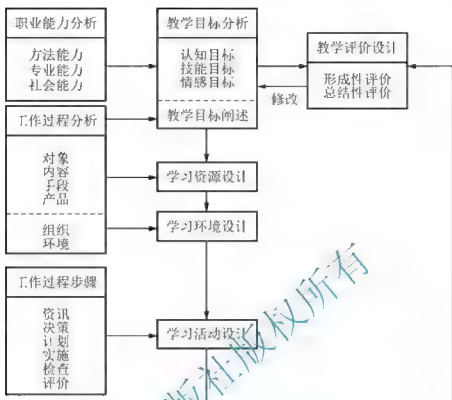 职业能力分析
方法能力
专业能力
社会能力
教学目标分析
认知目标
技能目标
情感目标
教学目标阐述
教学评价设计
形成性评价
总结性评价
修改
工作过程分析
对象
内容
手段
产品
组织
环境
学习资源设计
学习环境设计
工作过程步骤
资讯
决策
计划
实施
检查
评价
学习活动设计
版社版权所有